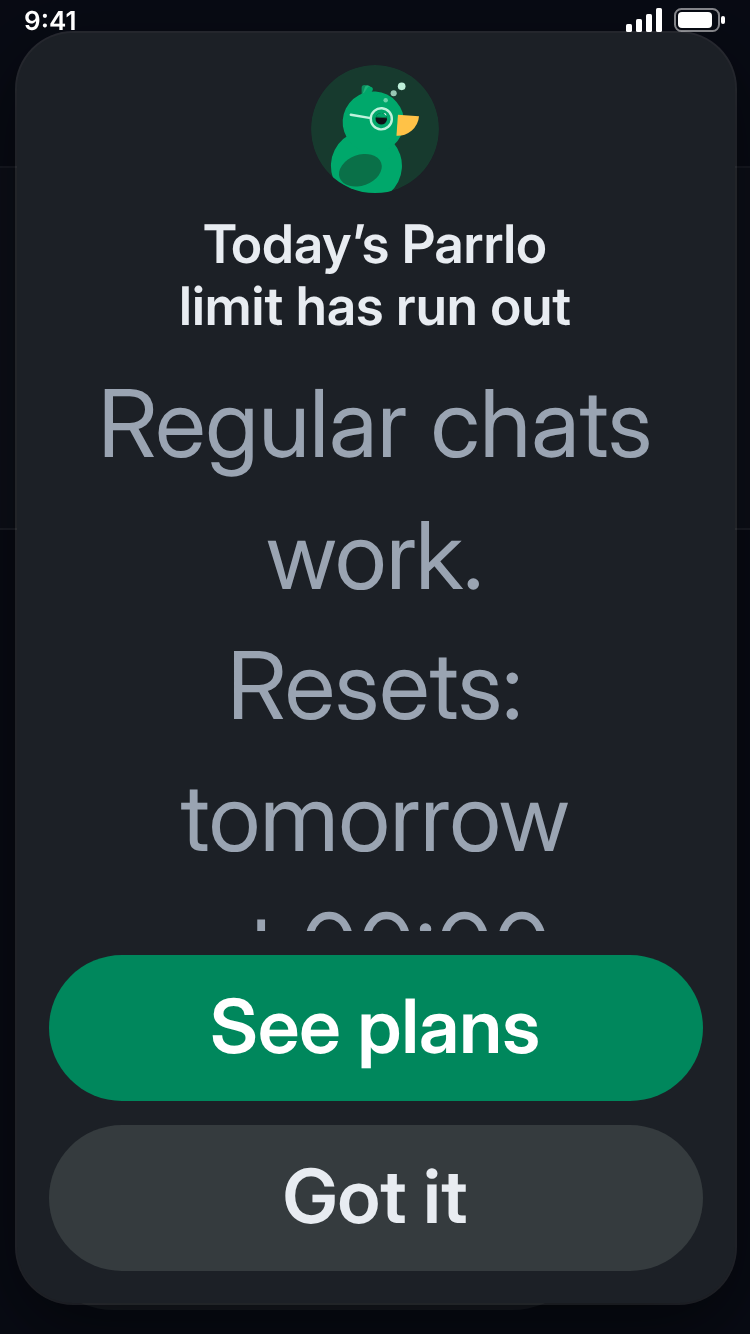 9:41
Today’s Parrlo
limit has run out
Regular chats
work.
Resets:
tomorrow
See plans
Got it